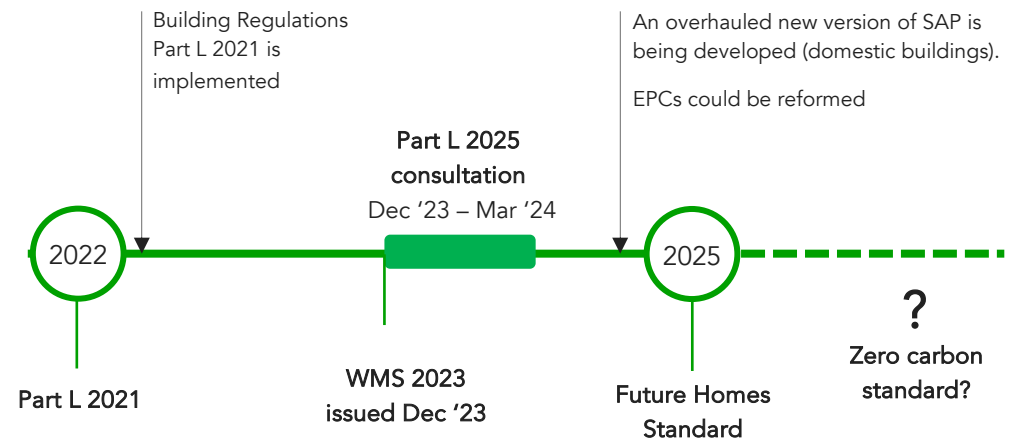 Building Regulations
Part L 2021 is
implemented
An overhauled new version of SAP is
being developed (domestic buildings).
EPCs could be reformed
Part L 2025
consultation
Dec ‘23 – Mar ‘24
2022
2025
?
Zero carbon
standard?
Part L 2021
WMS 2023
issued Dec ‘23
Future Homes
Standard